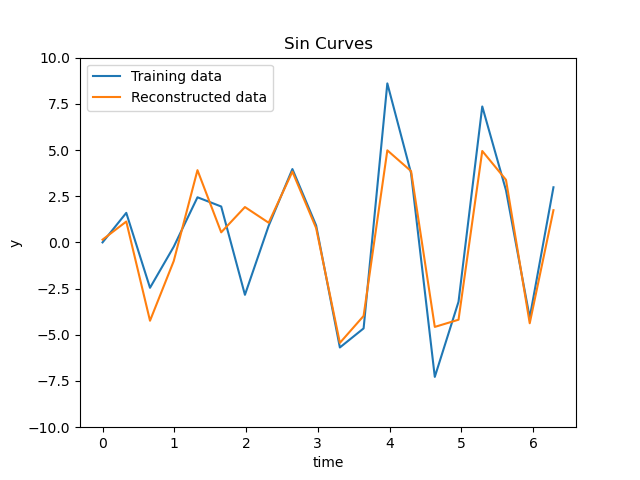 Sin Curves
Training data
Reconstructed data
10.0
7.5
5.0
2.5
0.0
−2.5
−5.0
−7.5
−10.0
y
0 1 2 3 4 5 6
time